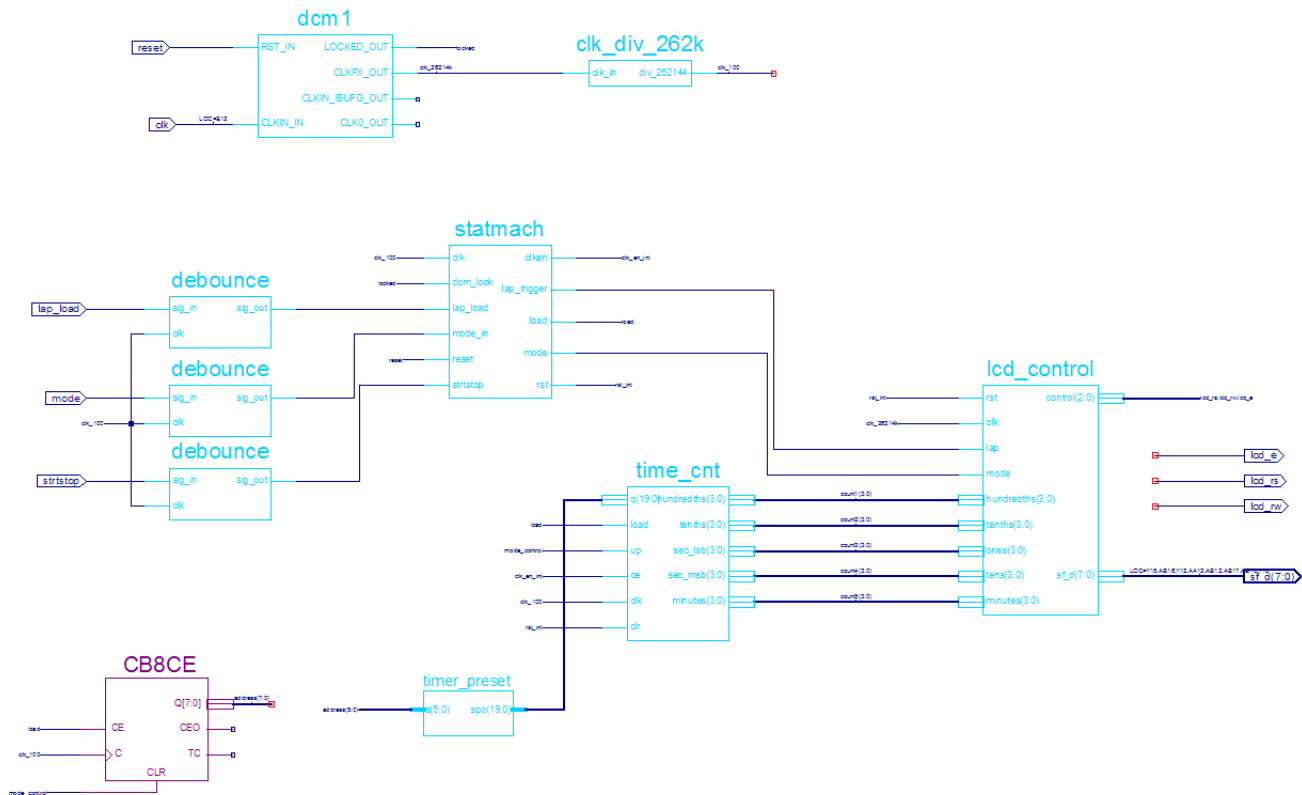 dcm1
reset
RST_IN
LOCKED_OUT
locked
CLKFX_OUT
clk_26214k
CLKIN_IBUFG_OUT
clk
LOC=E12
CLKIN_IN
CLK0_OUT
clk_div_262k
clk_in
div_262144
clk_100
statmach
clk_100
clk
clken
clk_en_int
locked
dcm_lock
lap_trigger
lap_load
load
load
mode_in
mode
reset
reset
strtstop
rst
rst_int
debounce
lap_load
sig_in
sig_out
clk
debounce
mode
sig_in
sig_out
clk_100
clk
debounce
strtstop
sig_in
sig_out
clk
lcd_control
rst_int
rst
control(2:0)
lcd_rs,lcd_rw,lcd_e
clk_26214k
clk
lap
mode
hundredths(3:0)
tenths(3:0)
ones(3:0)
tens(3:0)
sf_d(7:0)
minutes(3:0)
lcd_e
lcd_rs
lcd_rw
sf_d(7:0)
time_cnt
q(19:0)
hundredths(3:0)
count1(3:0)
load
load
tenths(3:0)
count2(3:0)
mode_control
up
sec_lsb(3:0)
count3(3:0)
clk_en_int
ce
sec_msb(3:0)
count4(3:0)
clk_100
clk
minutes(3:0)
count5(3:0)
rst_int
clr
CB8CE
Q[7:0]
address(7:0)
load
CE
CEO
clk_100
C
TC
CLR
mode_control
timer_preset
address(5:0)
a(5:0)
spo(19:0)